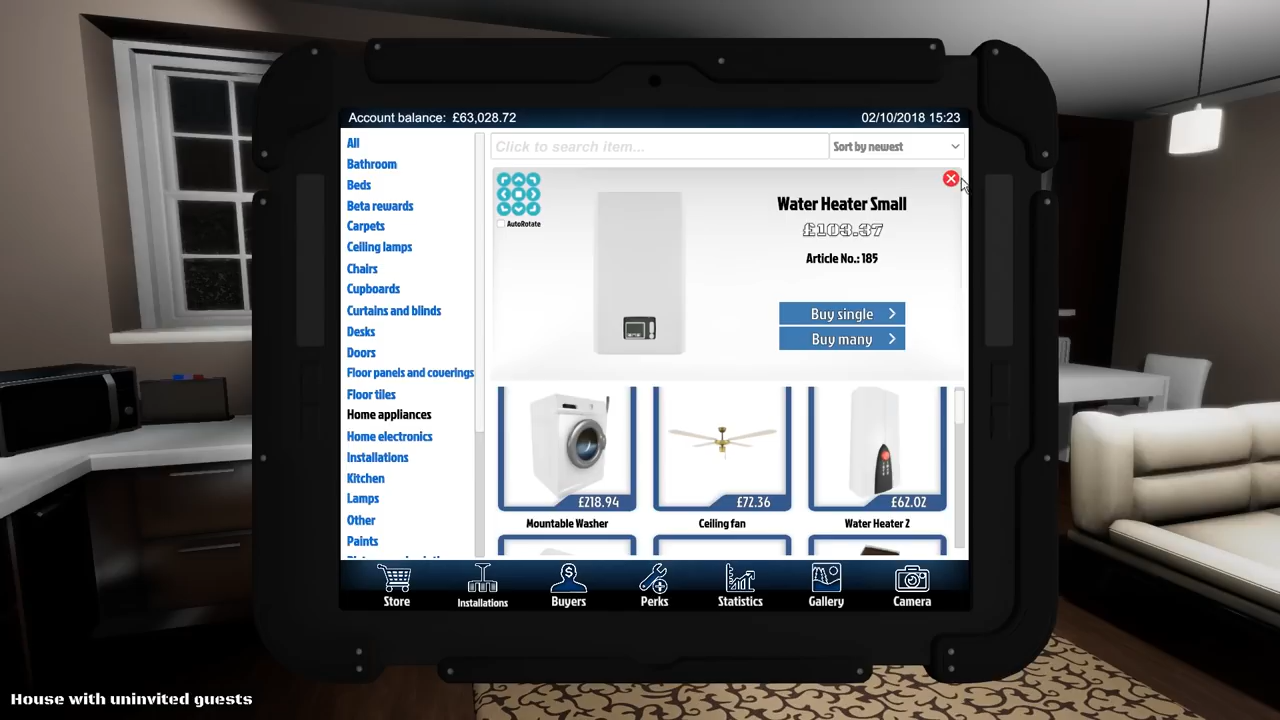 Account balance: £63,028.72
02/10/2018 15:23
All
Bathroom
Beds
Beta rewards
Carpets
Ceiling lamps
Chairs
Cupboards
Curtains and blinds
Desks
Doors
Floor panels and coverings
Floor tiles
Home appliances
Home electronics
Installations
Kitchen
Lamps
Other
Paints
Click to search item...
Sort by newest
AutoRotate
Water Heater Small
£103.37
Article No.: 185
Buy single
Buy many
£218.94
£72.36
£62.02
Mountable Washer
Ceiling fan
Water Heater 2
Store
Installations
Buyers
Perks
Statistics
Gallery
Camera
House with uninvited guests